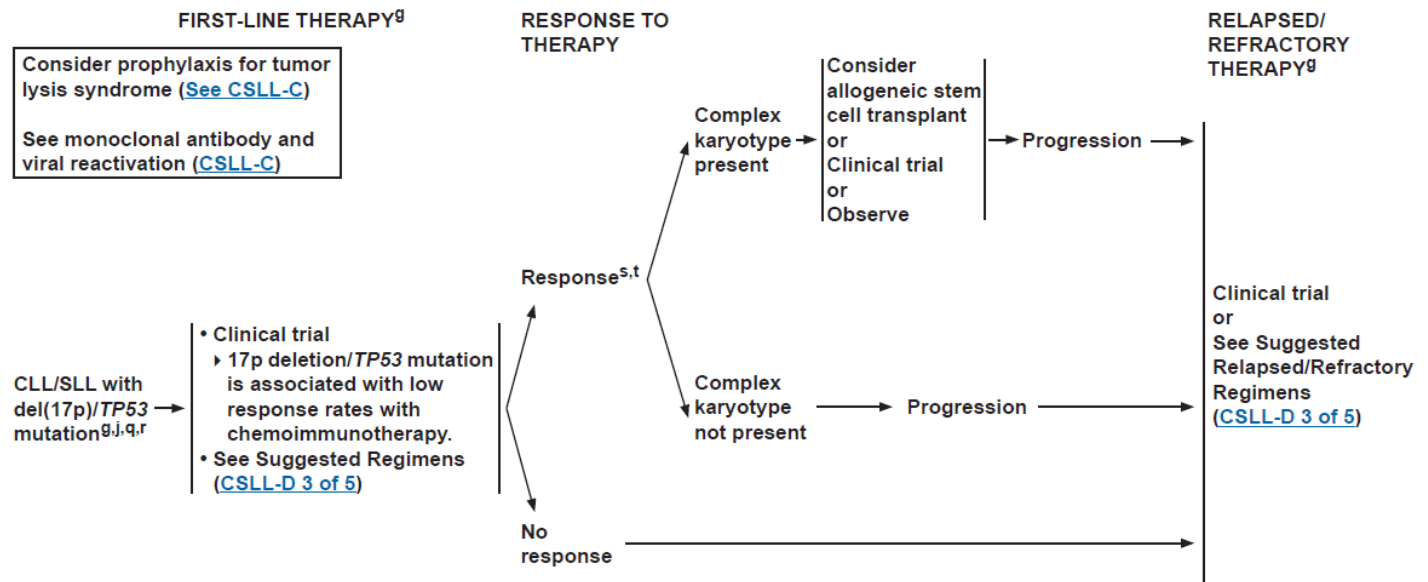 FIRST-LINE THERAPYg
Consider prophylaxis for tumor
lysis syndrome (See CSLL-C)
See monoclonal antibody and
viral reactivation (CSLL-C)
CLL/SLL with
del(17p)/TP53
mutationg,j,q,r
• Clinical trial
▸ 17p deletion/TP53 mutation
is associated with low
response rates with
chemoimmunotherapy.
• See Suggested Regimens
(CSLL-D 3 of 5)
RESPONSE TO
THERAPY
Responses,t
No
response
Complex
karyotype
present
Consider
allogeneic stem
cell transplant
or
Clinical trial
or
Observe
Progression
Complex
karyotype
not present
Progression
RELAPSED/
REFRACTORY
THERAPYg
Clinical trial
or
See Suggested
Relapsed/Refractory
Regimens
(CSLL-D 3 of 5)